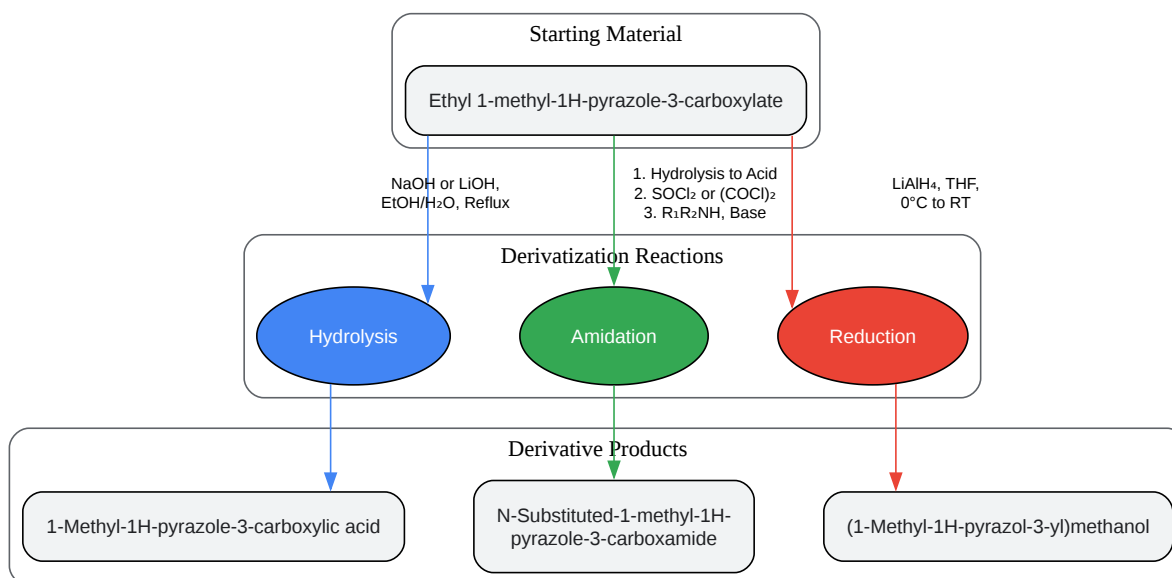 Starting Material
Ethyl 1-methyl-1H-pyrazole-3-carboxylate
NaOH or LiOH,
EtOH/H₂O, Reflux
1. Hydrolysis to Acid
2. SOCl₂ or (COCl)₂
3. R₁R₂NH, Base
LiAlH₄, THF,
0°C to RT
Derivatization Reactions
Hydrolysis
Amidation
Reduction
Derivative Products
1-Methyl-1H-pyrazole-3-carboxylic acid
N-Substituted-1-methyl-1H-
pyrazole-3-carboxamide
(1-Methyl-1H-pyrazol-3-yl)methanol